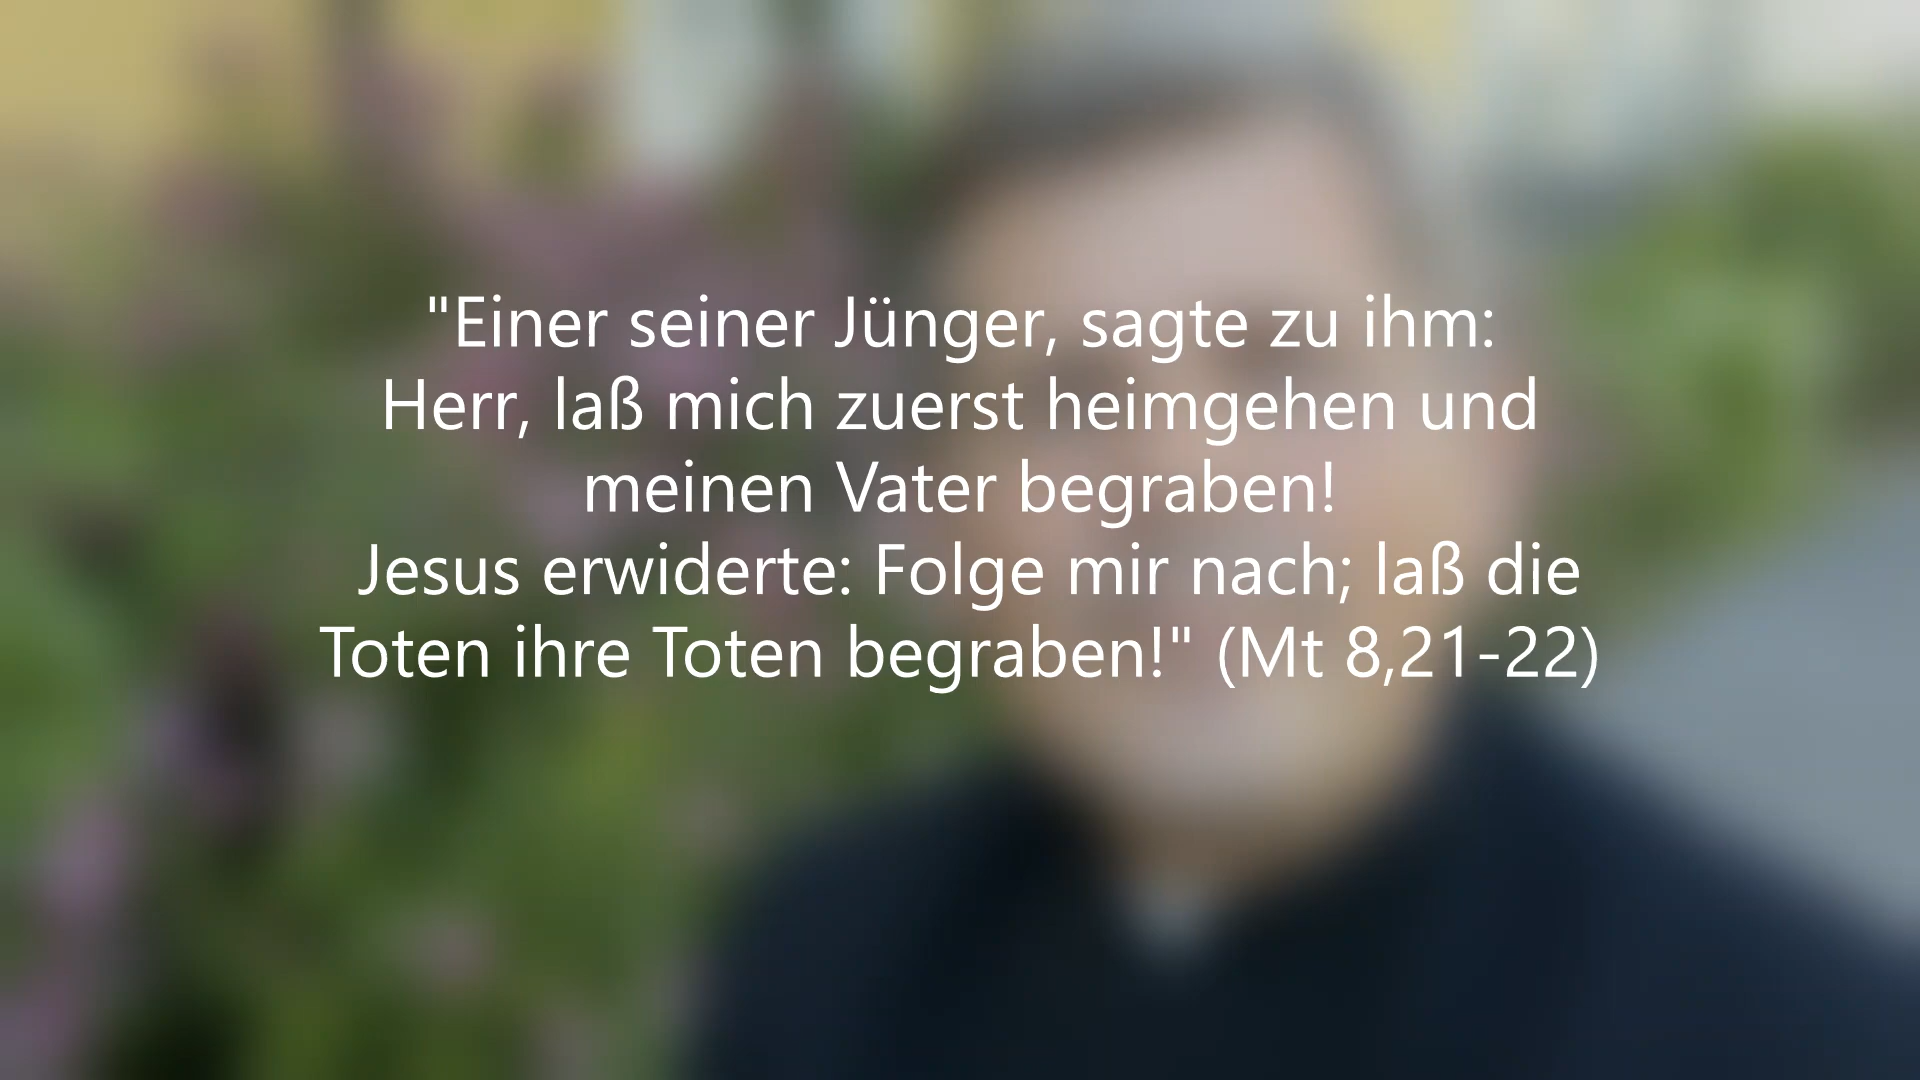 "Einer seiner Jünger, sagte zu ihm:
Herr, laß mich zuerst heimgehen und
meinen Vater begraben!
Jesus erwiderte: Folge mir nach; laß die
Toten ihre Toten begraben!" (Mt 8,21-22)